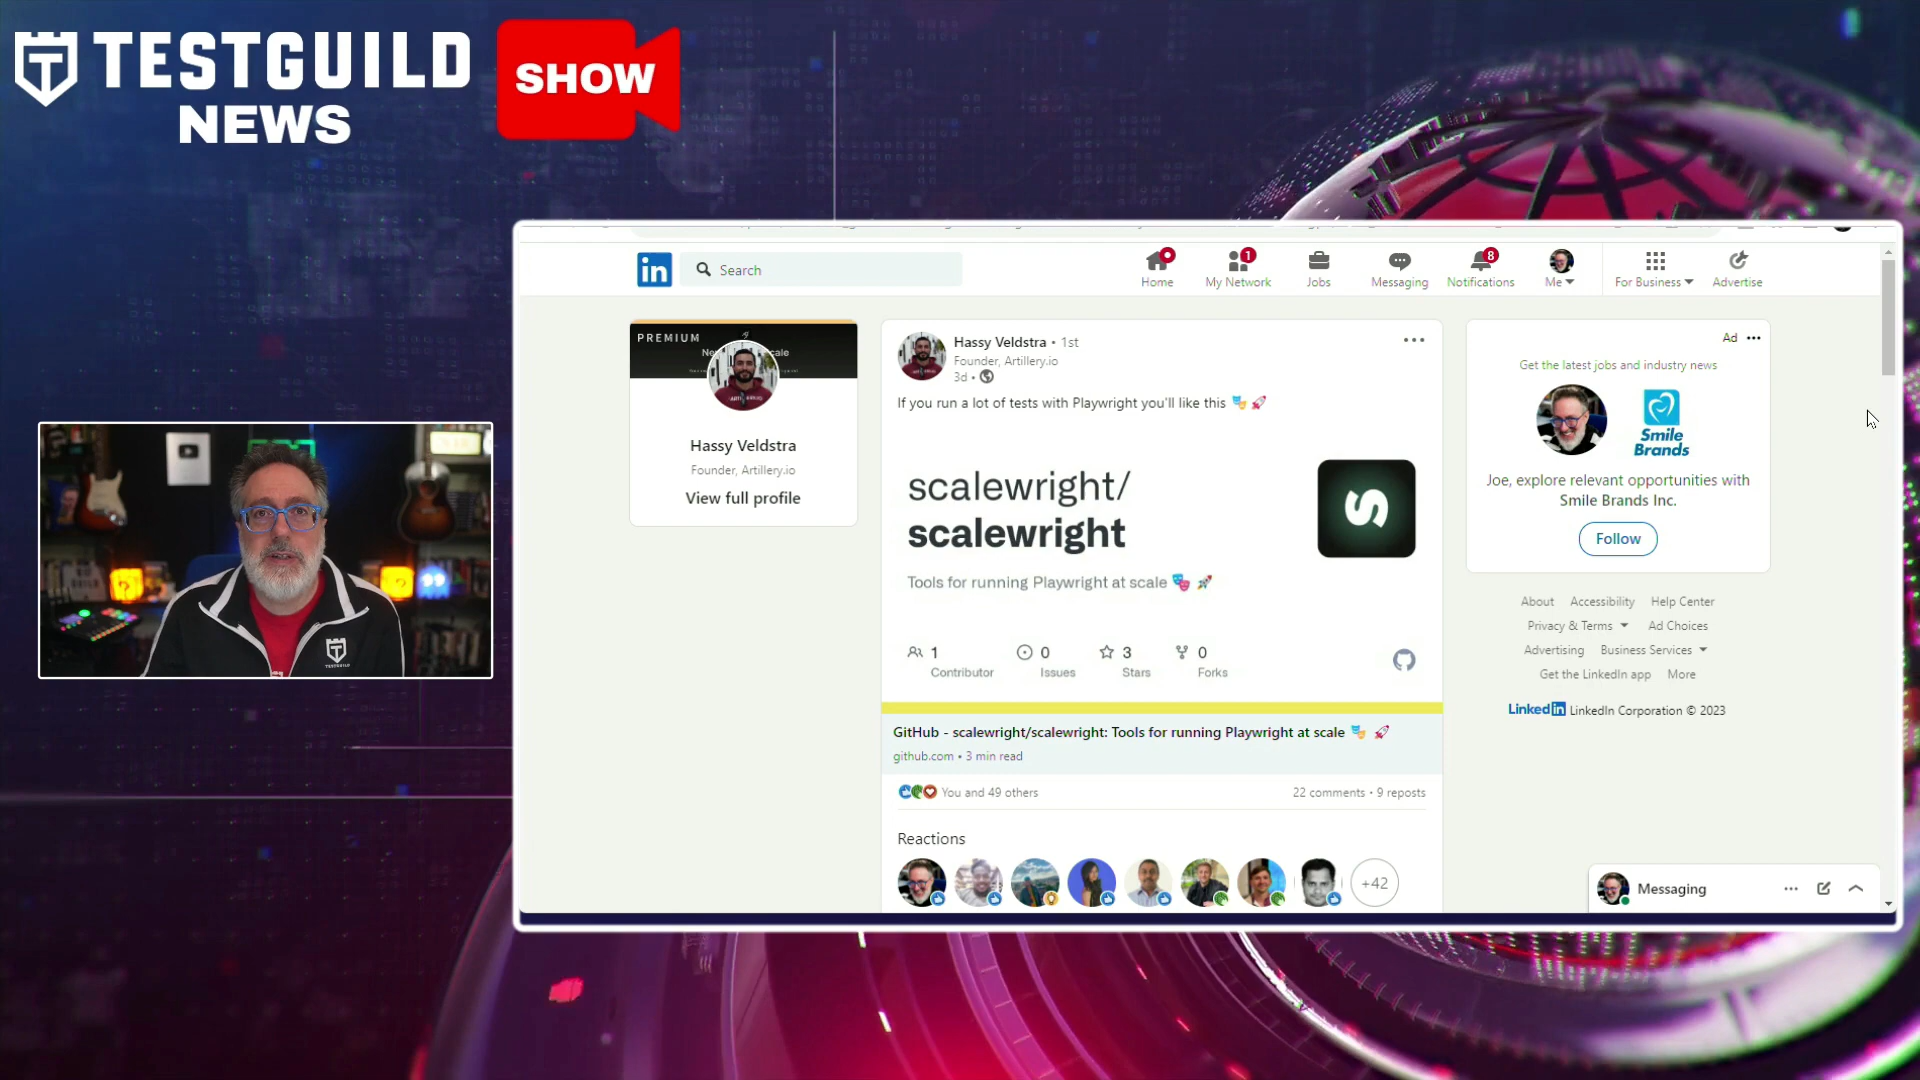 TESTGUILD
NEWS
SHOW
in
Search
Home
1
My Network
Jobs
Messaging
8
Notifications
Me
For Business
Advertise
PREMIUM
Hassy Veldstra
Founder, Artillery.io
View full profile
Hassy Veldstra • 1st
Founder, Artillery.io
3d •
If you run a lot of tests with Playwright you'll like this 🎭 🚀
scalewright/
scalewright
Tools for running Playwright at scale 🎭 🚀
1
Contributor
0
Issues
3
Stars
0
Forks
GitHub - scalewright/scalewright: Tools for running Playwright at scale 🎭 🚀
github.com • 3 min read
You and 49 others
22 comments • 9 reposts
Reactions
+42
Ad
Get the latest jobs and industry news
Smile
Brands
Joe, explore relevant opportunities with
Smile Brands Inc.
Follow
About Accessibility Help Center
Privacy & Terms Ad Choices
Advertising Business Services
Get the LinkedIn app More
LinkedIn LinkedIn Corporation © 2023
Messaging
TESTGUILD